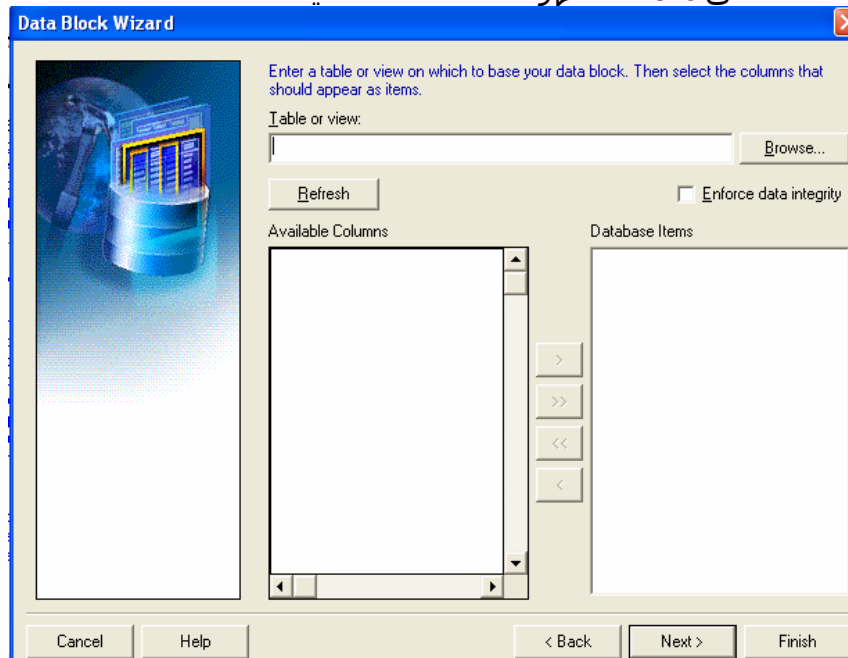 Data Block Wizard
Enter a table or view on which to base your data block. Then select the columns that
should appear as items.
Table or view:
Browse...
Refresh
Enforce data integrity
Available Columns
Database Items
>
>>
<<
<
Cancel
Help
< Back
Next >
Finish